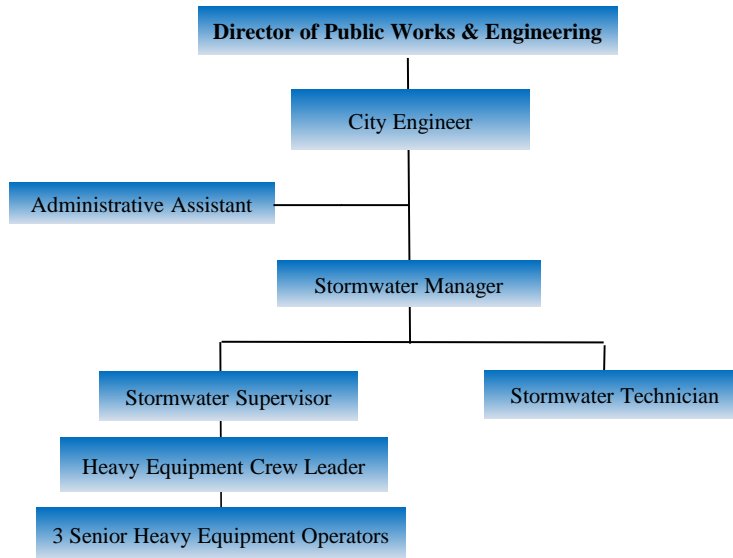 Director of Public Works & Engineering
City Engineer
Administrative Assistant
Stormwater Manager
Stormwater Supervisor
Stormwater Technician
Heavy Equipment Crew Leader
3 Senior Heavy Equipment Operators